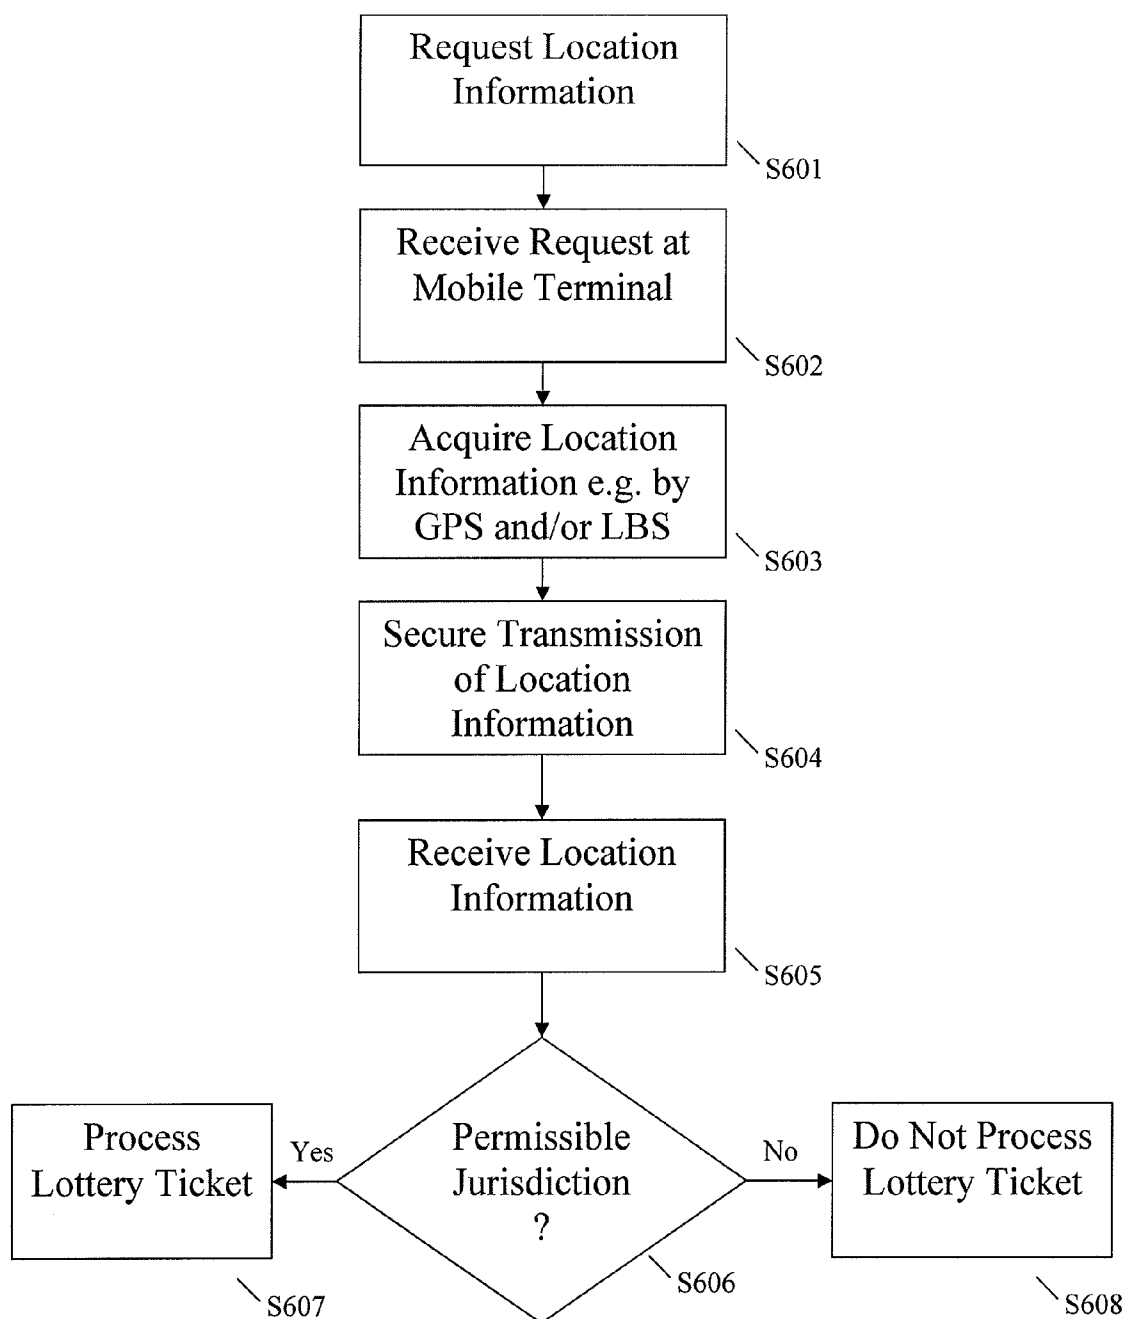 Request Location
Information
S601
Receive Request at
Mobile Terminal
S602
Acquire Location
Information e.g. by
GPS and/or LBS
S603
Secure Transmission
of Location
Information
S604
Receive Location
Information
S605
Process
Lottery Ticket
S607
Yes
Permissible
Jurisdiction
?
S606
No
Do Not Process
Lottery Ticket
S608